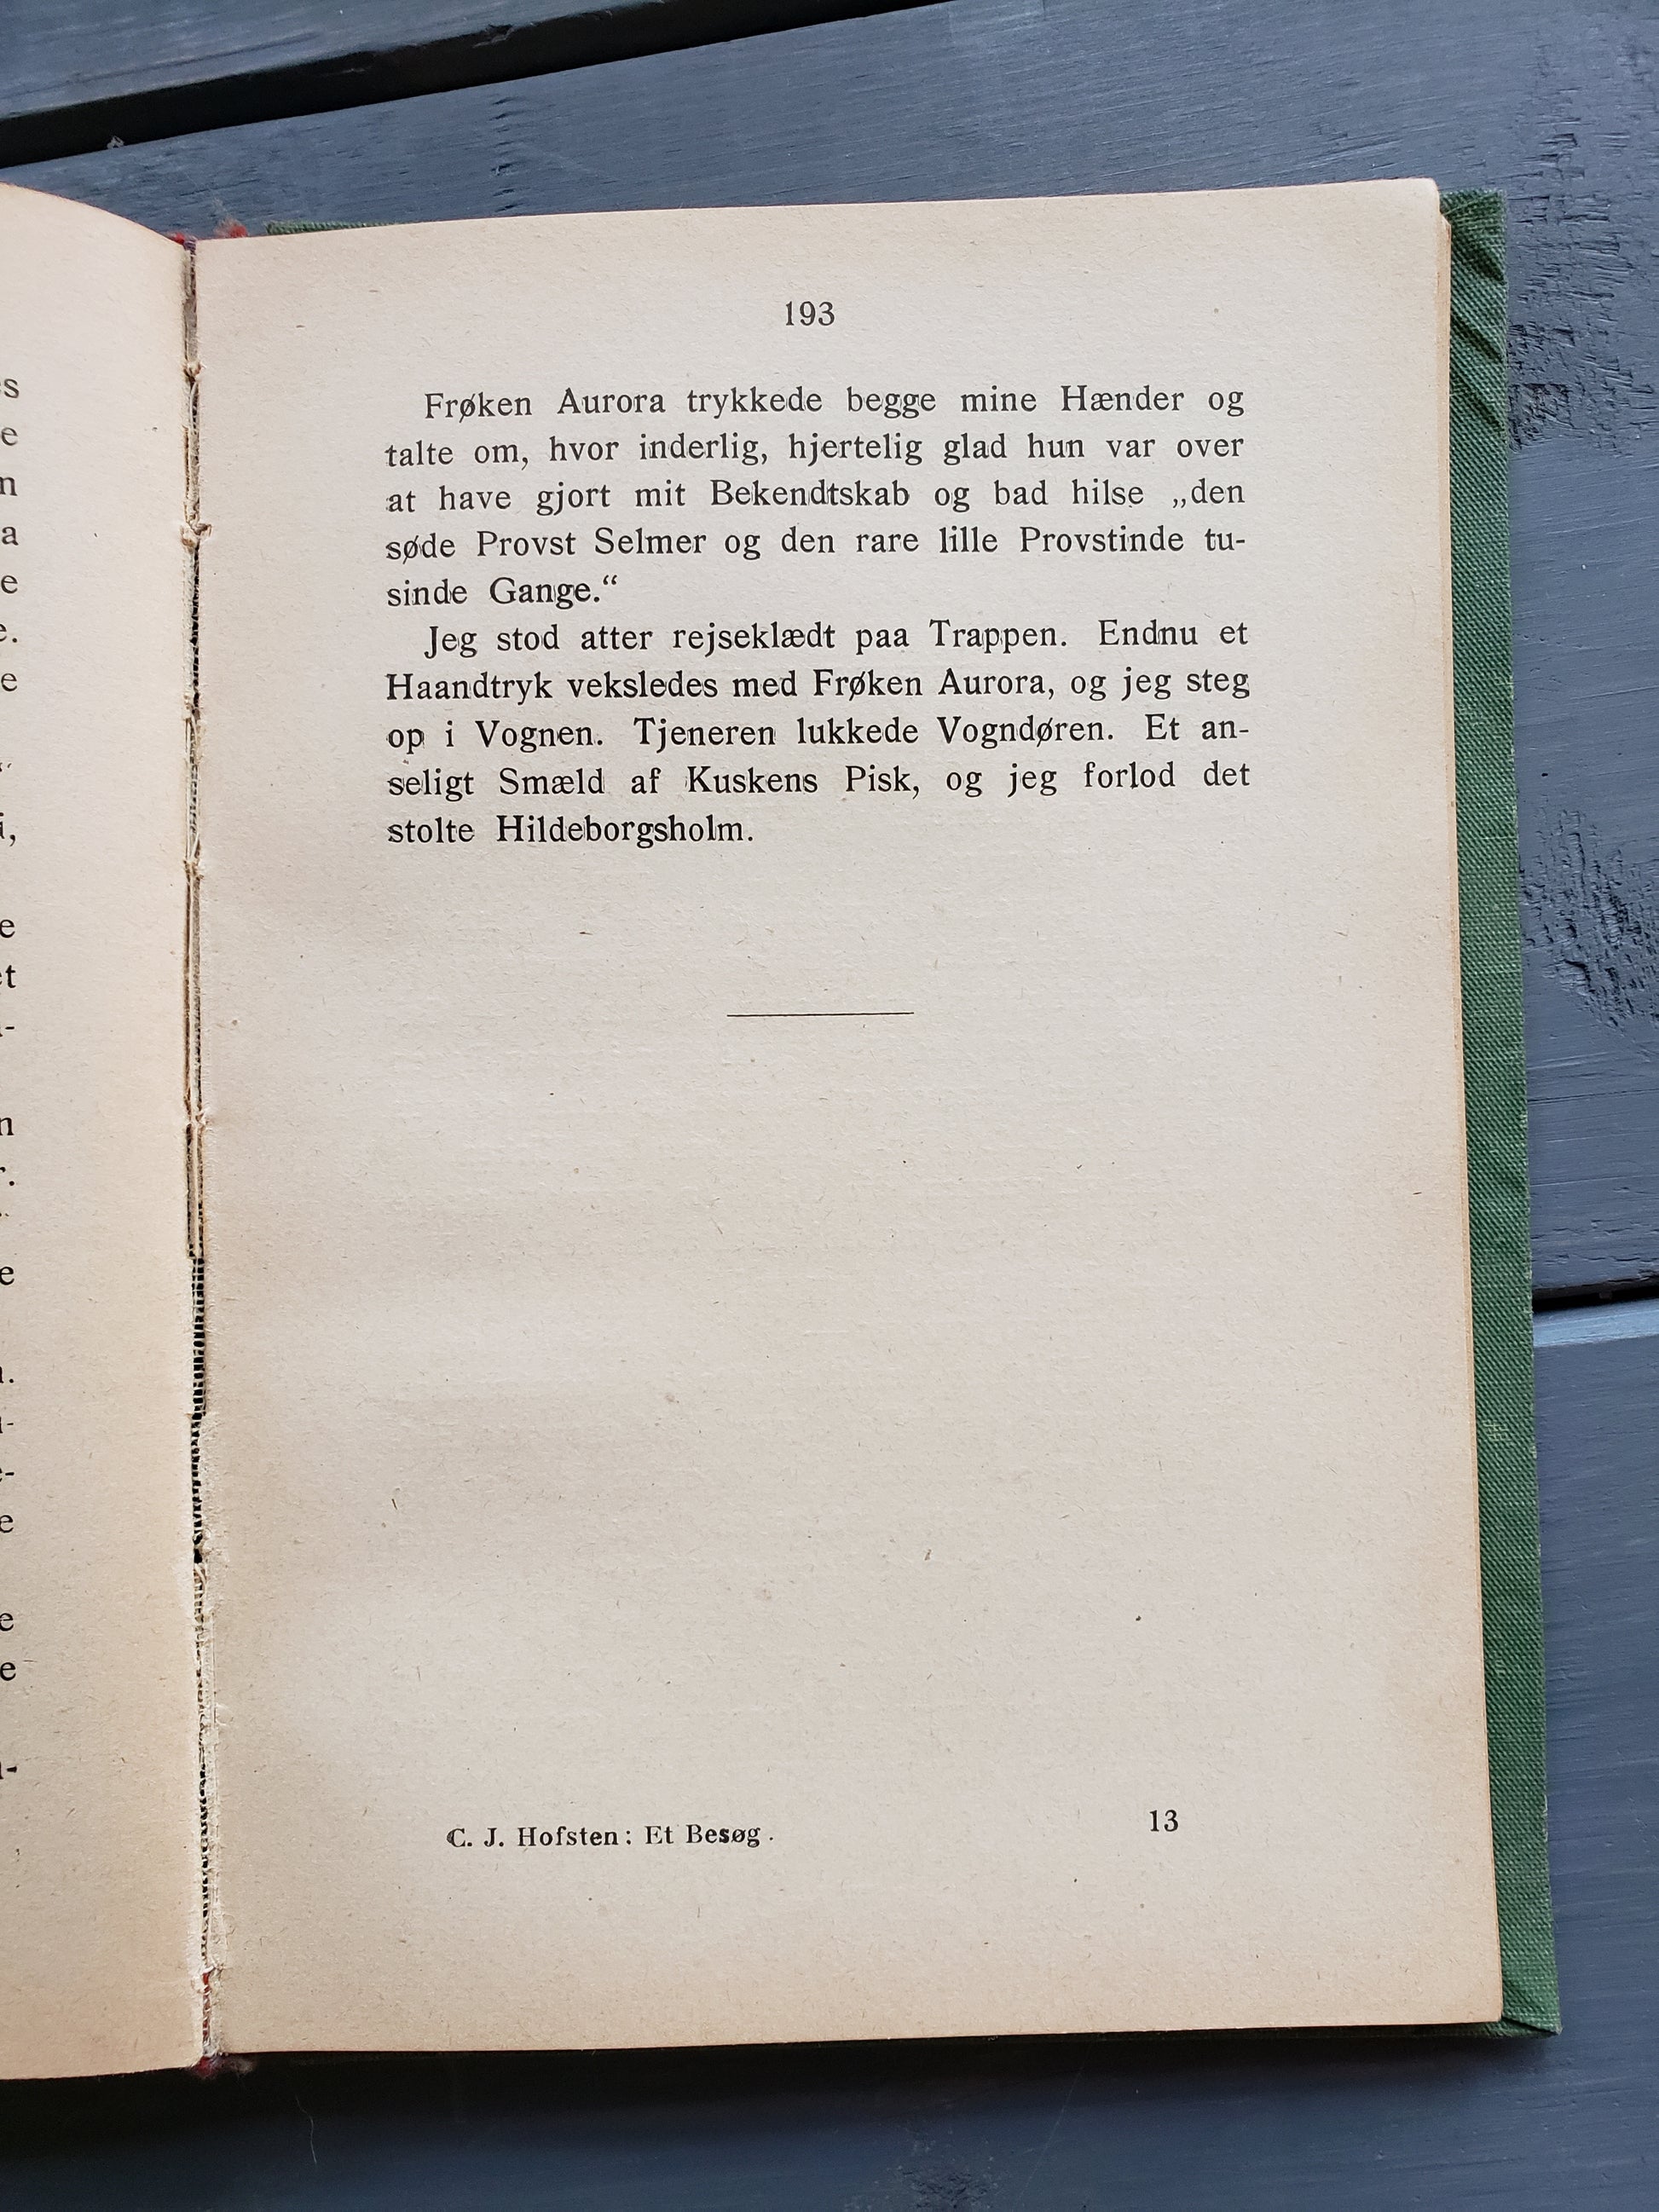 193
Frøken Aurora trykkede begge mine Hænder og
talte om, hvor inderlig, hjertelig glad hun var over
at have gjort mit Bekendtskab og bad hilse „den
søde Provst Selmer og den rare lille Provstinde tu-
sinde Gange.“
Jeg stod atter rejseklædt paa Trappen. Endnu et
Haandtryk veksledes med Frøken Aurora, og jeg steg
op i Vognen. Tjeneren lukkede Vogndøren. Et an-
seligt Smæld af Kuskens Pisk, og jeg forlod det
stolte Hildeborgsholm.
C. J. Hofsten: Et Besøg.
13